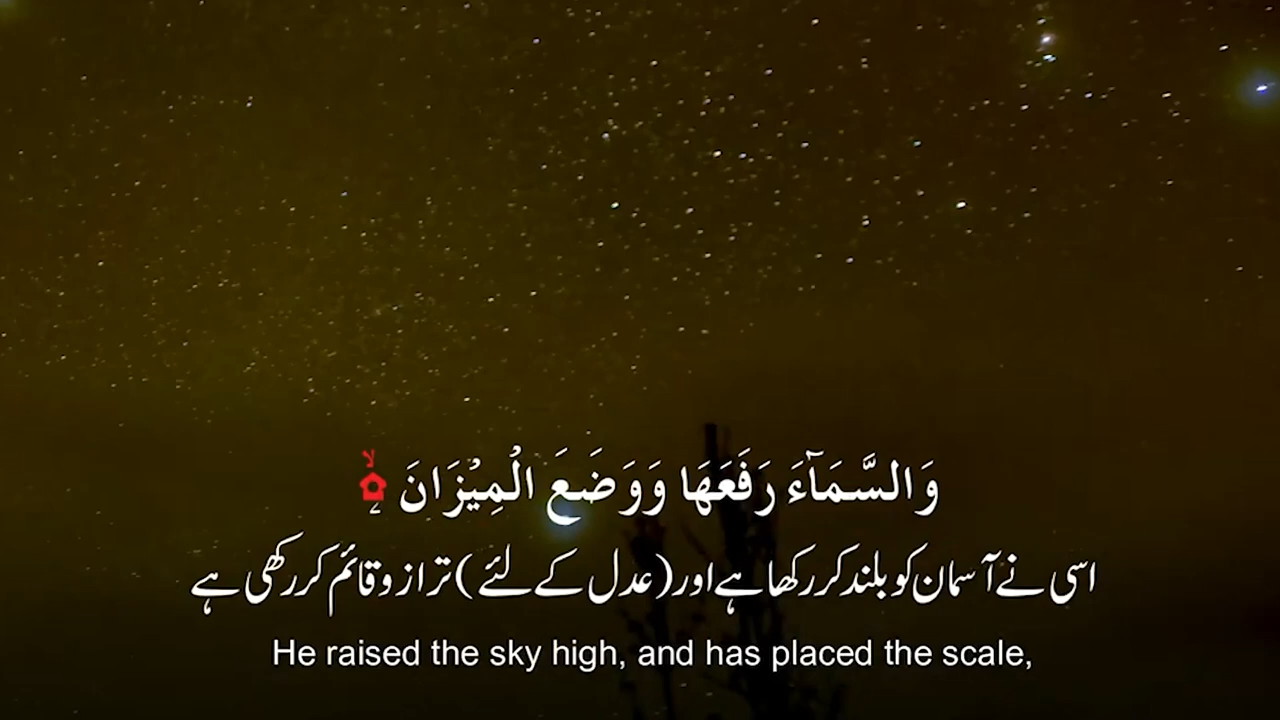 وَالسَّمَآءَ رَفَعَهَا وَوَضَعَ الْمِيْزَانَ ۙ
اسی نے آسمان کو بلند کر رکھا ہے اور (عدل کے لئے) ترازو قائم کر رکھی ہے
He raised the sky high, and has placed the scale,